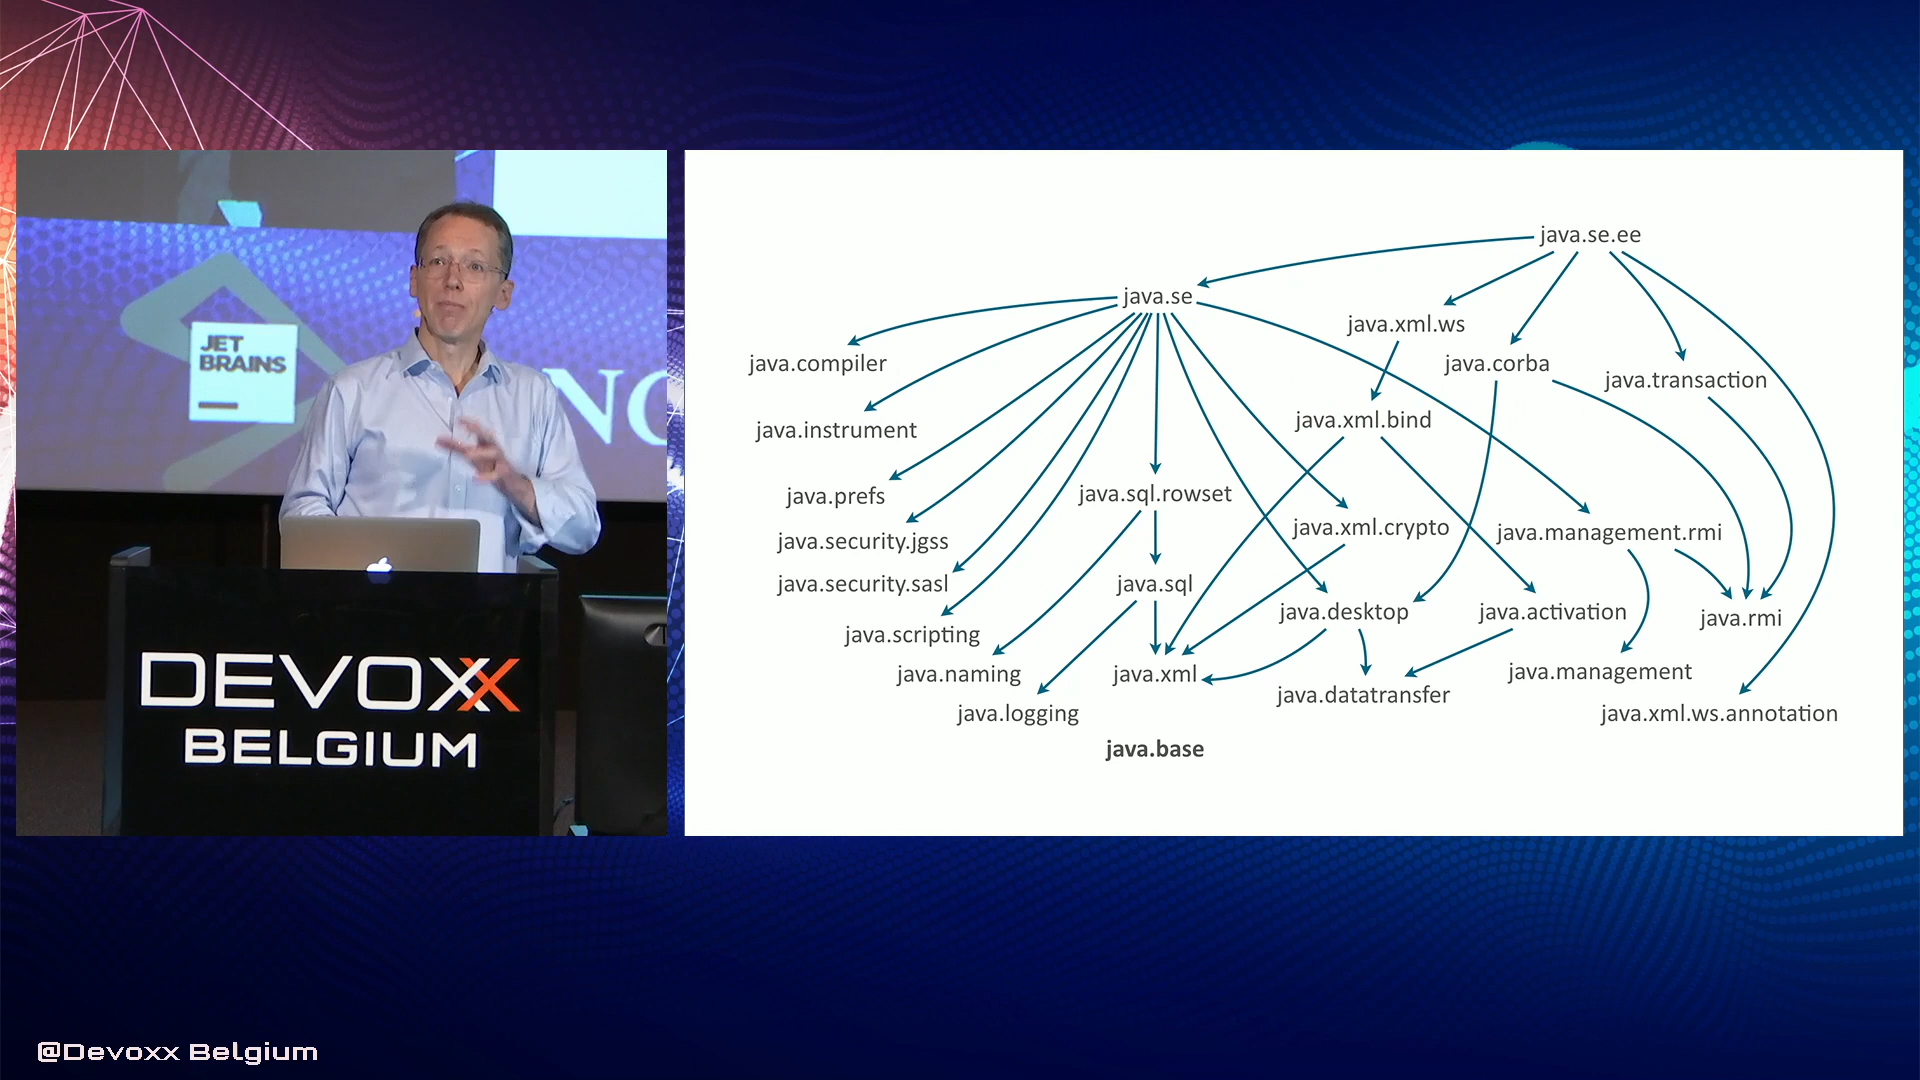 JET
BRAINS
NO
DEVOXX
BELGIUM
java.se.ee
java.se
java.xml.ws
java.compiler
java.corba
java.transaction
java.instrument
java.xml.bind
java.prefs
java.sql.rowset
java.security.jgss
java.xml.crypto
java.management.rmi
java.security.sasl
java.sql
java.desktop
java.activation
java.rmi
java.scripting
java.naming
java.xml
java.datatransfer
java.management
java.logging
java.xml.ws.annotation
java.base
@Devoxx Belgium